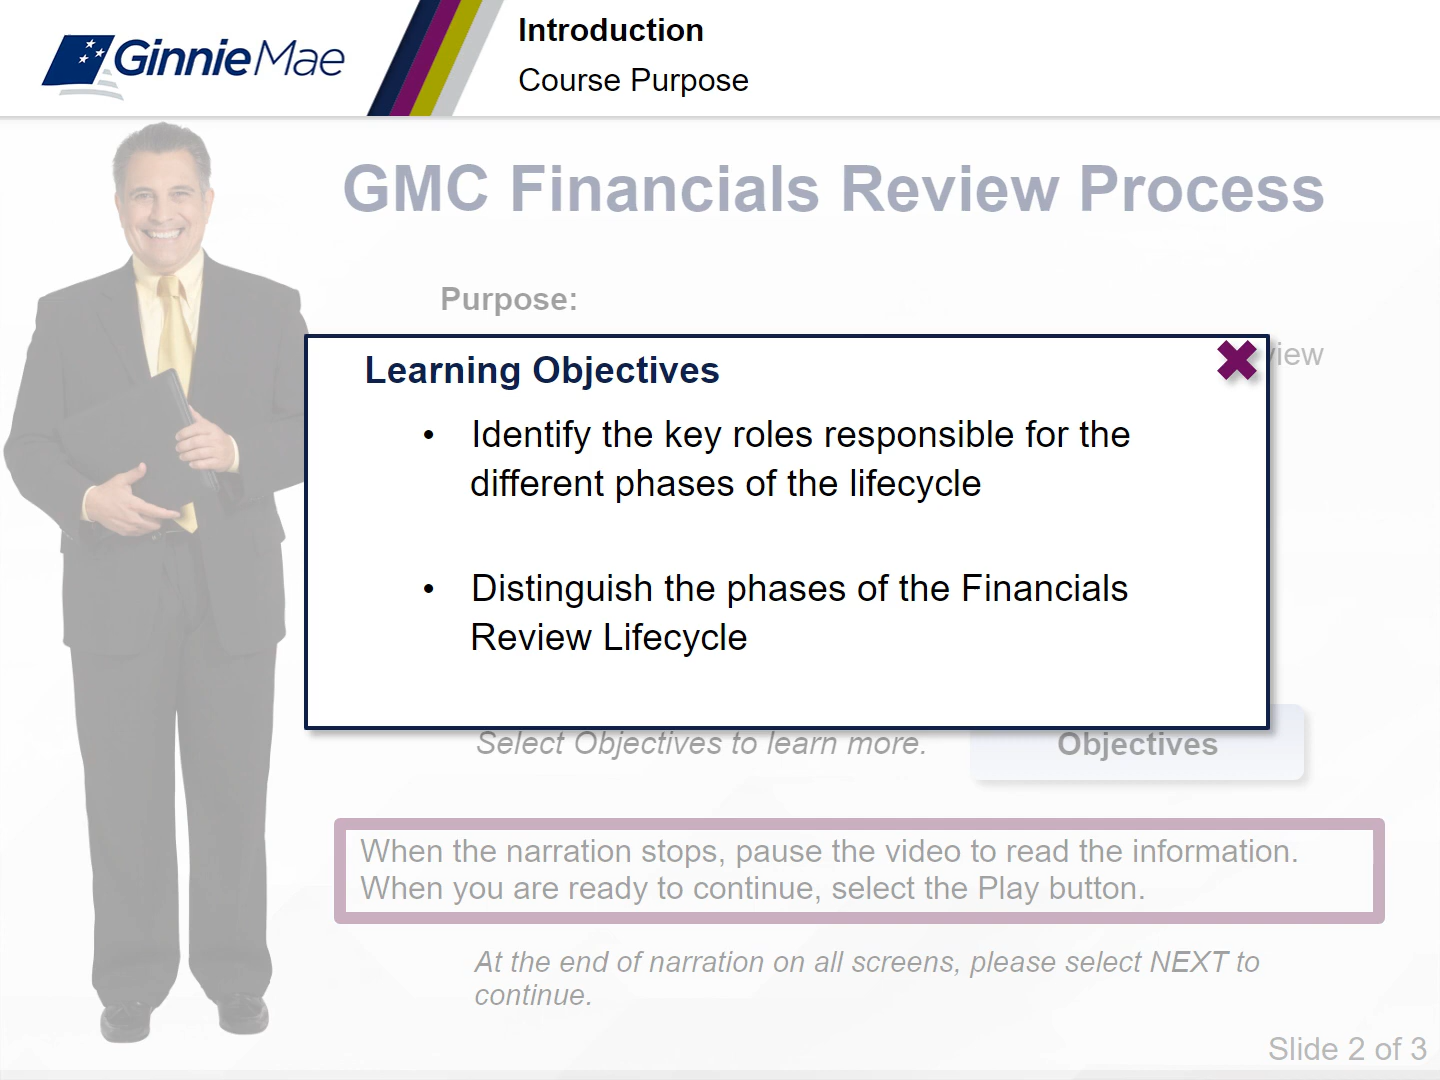 GinnieMae
Introduction
Course Purpose
GMC Financials Review Process
Purpose:
Learning Objectives
• Identify the key roles responsible for the
different phases of the lifecycle
• Distinguish the phases of the Financials
Review Lifecycle
Select Objectives to learn more.
Objectives
When the narration stops, pause the video to read the information.
When you are ready to continue, select the Play button.
At the end of narration on all screens, please select NEXT to
continue.
Slide 2 of 3